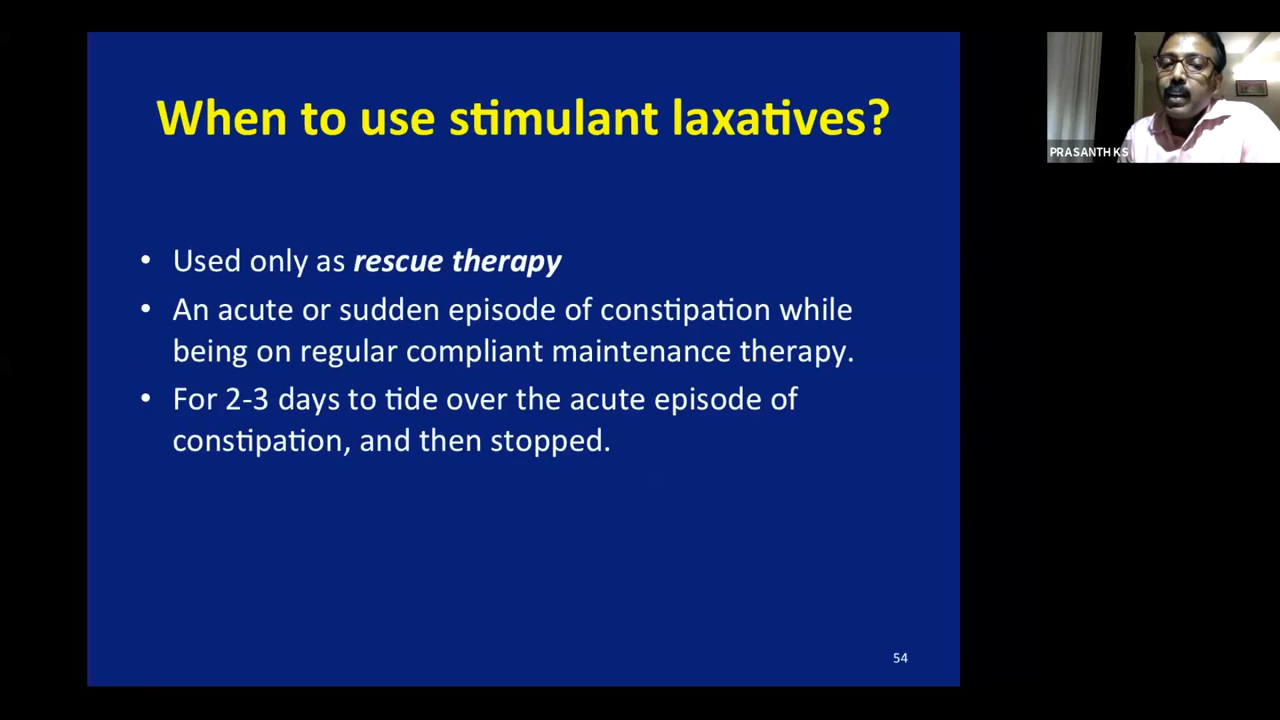 When to use stimulant laxatives?
• Used only as rescue therapy
• An acute or sudden episode of constipation while
being on regular compliant maintenance therapy.
• For 2-3 days to tide over the acute episode of
constipation, and then stopped.
54
PRASANTH K S